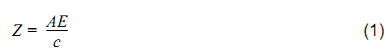 Z = AE/c (1)